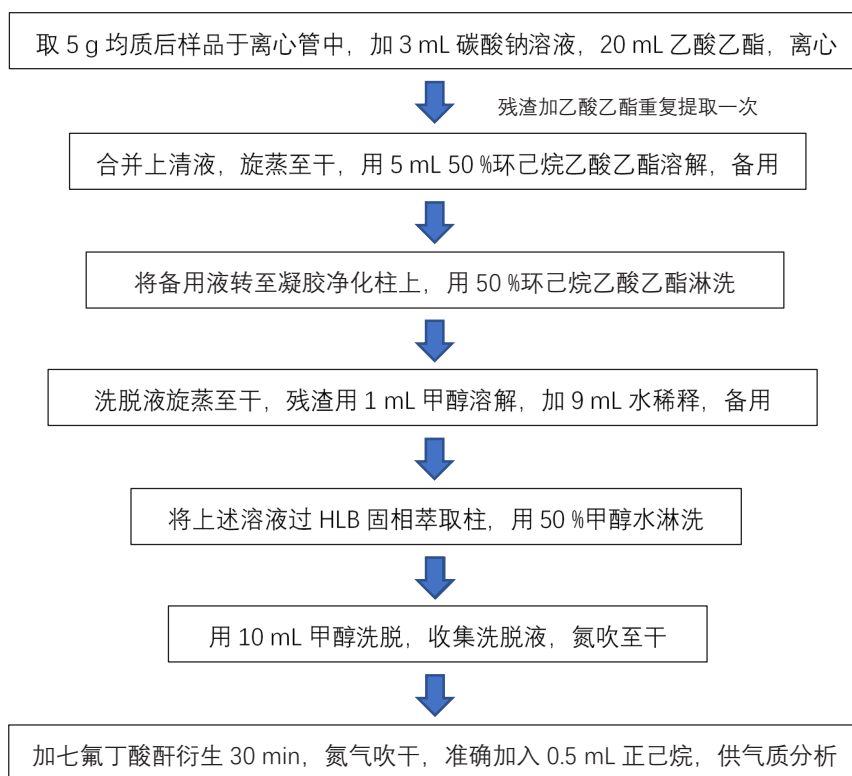 取 5 g 均质后样品于离心管中，加 3 mL 碳酸钠溶液，20 mL 乙酸乙酯，离心
残渣加乙酸乙酯重复提取一次
合并上清液，旋蒸至干，用 5 mL 50 %环己烷乙酸乙酯溶解，备用
将备用液转至凝胶净化柱上，用 50 %环己烷乙酸乙酯淋洗
洗脱液旋蒸至干，残渣用 1 mL 甲醇溶解，加 9 mL 水稀释，备用
将上述溶液过 HLB 固相萃取柱，用 50 %甲醇水淋洗
用 10 mL 甲醇洗脱，收集洗脱液，氮吹至干
加七氟丁酸酐衍生 30 min，氮气吹干，准确加入 0.5 mL 正己烷，供气质分析